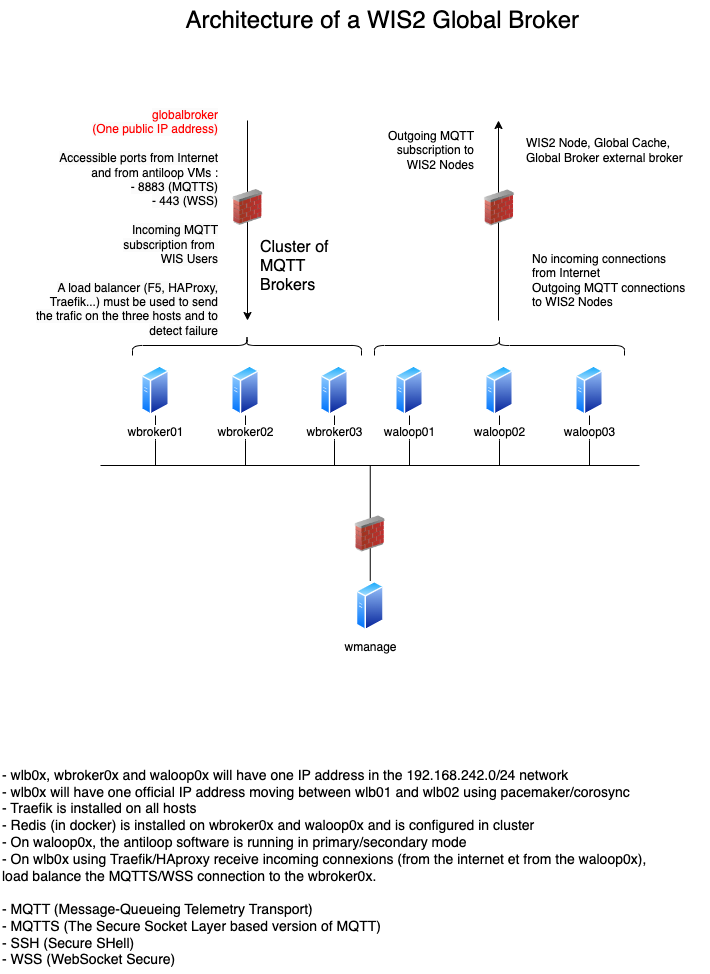 Architecture of a WIS2 Global Broker
globalbroker
(One public IP address)
Accessible ports from Internet
and from antiloop VMs :
- 8883 (MQTTS)
- 443 (WSS)
Incoming MQTT
subscription from
WIS Users
A load balancer (F5, HAProxy,
Traefik...) must be used to send
the trafic on the three hosts and to
detect failure
Cluster of
MQTT
Brokers
Outgoing MQTT
subscription to
WIS2 Nodes
WIS2 Node, Global Cache,
Global Broker external broker
No incoming connections
from Internet
Outgoing MQTT connections
to WIS2 Nodes
wbroker01
wbroker02
wbroker03
waloop01
waloop02
waloop03
wmanage
- wlb0x, wbroker0x and waloop0x will have one IP address in the 192.168.242.0/24 network
- wlb0x will have one official IP address moving between wlb01 and wlb02 using pacemaker/corosync
- Traefik is installed on all hosts
- Redis (in docker) is installed on wbroker0x and waloop0x and is configured in cluster
- On waloop0x, the antiloop software is running in primary/secondary mode
- On wlb0x using Traefik/HAproxy receive incoming connexions (from the internet et from the waloop0x),
load balance the MQTTS/WSS connection to the wbroker0x.
- MQTT (Message-Queueing Telemetry Transport)
- MQTTS (The Secure Socket Layer based version of MQTT)
- SSH (Secure SHell)
- WSS (WebSocket Secure)